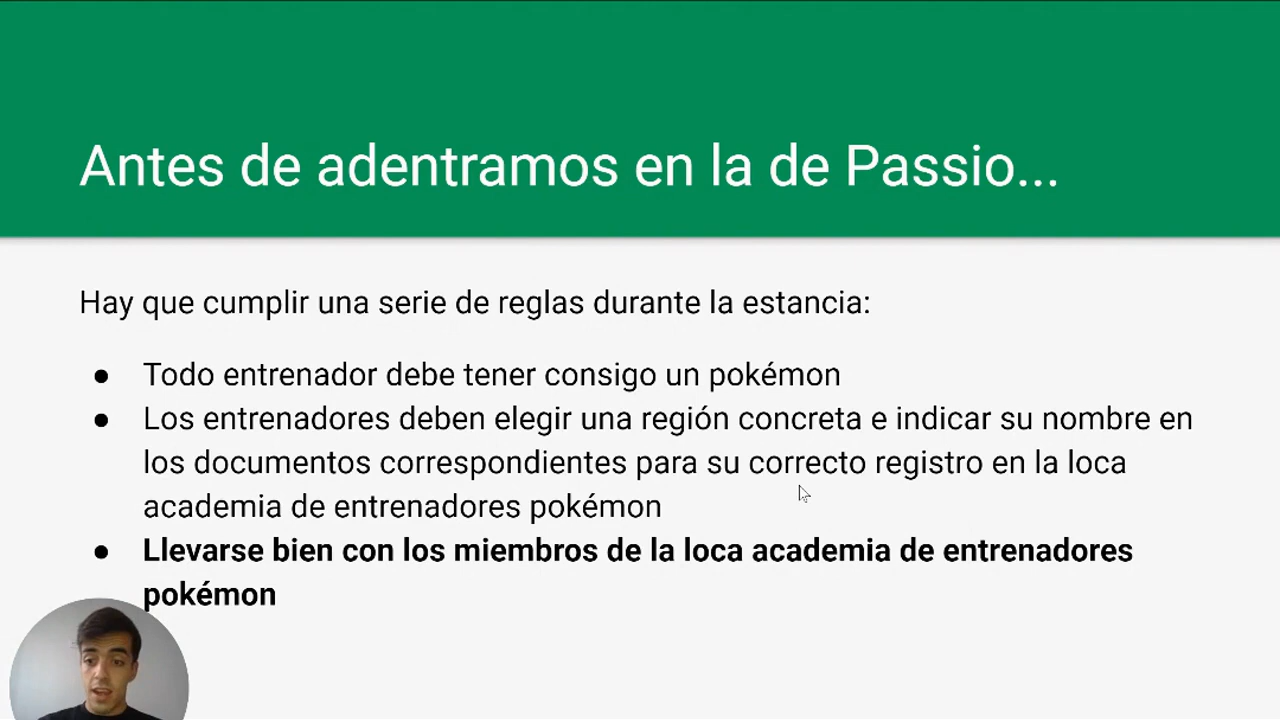 Antes de adentramos en la de Passio...
Hay que cumplir una serie de reglas durante la estancia:
● Todo entrenador debe tener consigo un pokémon
● Los entrenadores deben elegir una región concreta e indicar su nombre en
los documentos correspondientes para su correcto registro en la loca
academia de entrenadores pokémon
● Llevarse bien con los miembros de la loca academia de entrenadores
pokémon